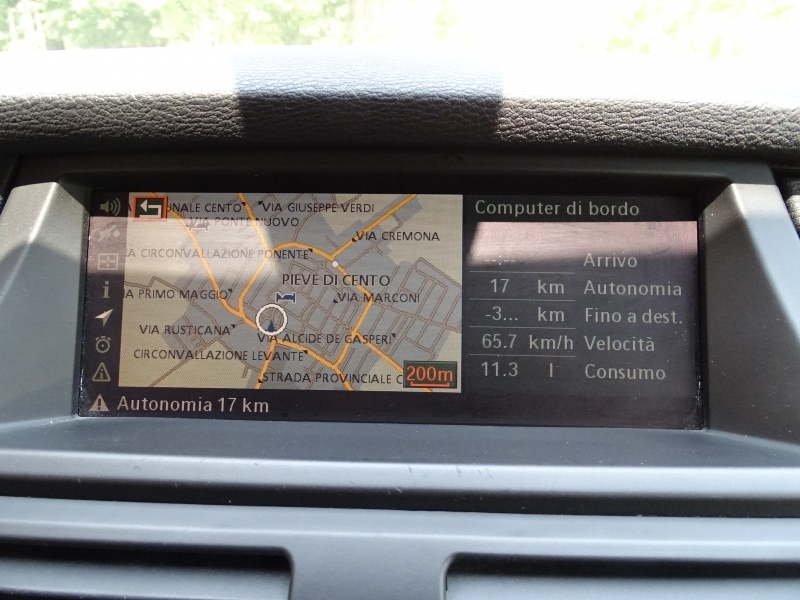 UNALE CENTO
VIA GIUSEPPE VERDI
PONTE NUOVO
VIA CREMONA
IA CIRCONVALLAZIONE PONENTE
PIEVE DI CENTO
IA PRIMO MAGGIO
VIA MARCONI
VIA RUSTICANA
VIA ALCIDE DE GASPERI
CIRCONVALLAZIONE LEVANTE
STRADA PROVINCIALE C
200m
Computer di bordo
--:-- Arrivo
17 km Autonomia
-3... km Fino a dest.
65.7 km/h Velocità
11.3 l Consumo
Autonomia 17 km